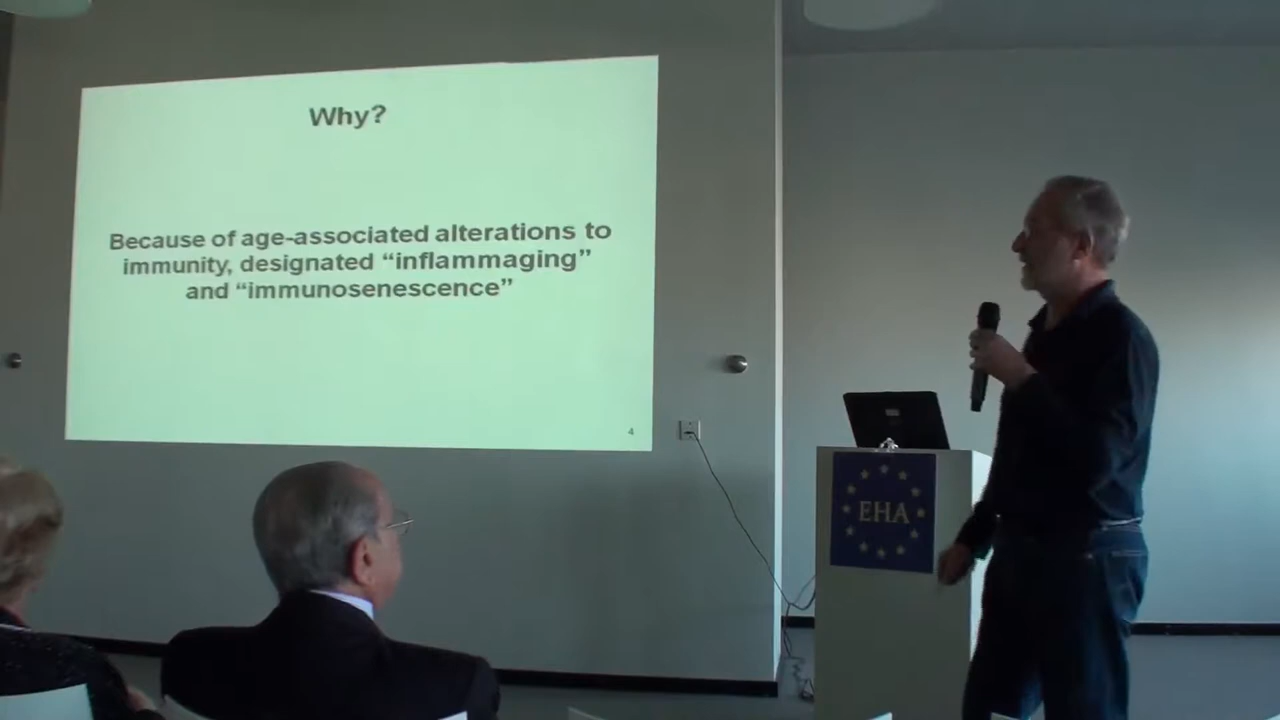 Why?
Because of age-associated alterations to
immunity, designated “inflammaging”
and “immunosenescence”
4
EHA